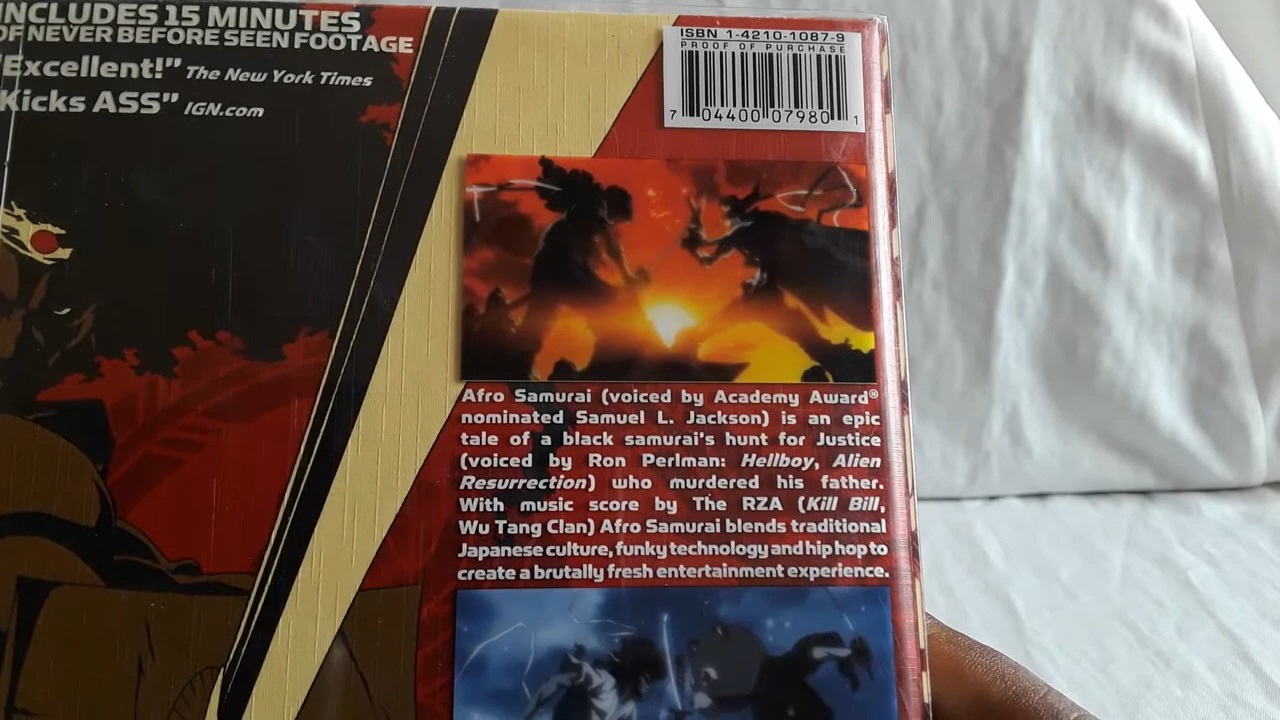 INCLUDES 15 MINUTES
OF NEVER BEFORE SEEN FOOTAGE
"Excellent!" The New York Times
Kicks ASS" IGN.com
ISBN 1-4210-1087-9
PROOF OF PURCHASE
7 04400 07980 1
Afro Samurai (voiced by Academy Award®
nominated Samuel L. Jackson) is an epic
tale of a black samurai's hunt for Justice
(voiced by Ron Perlman: Hellboy, Alien
Resurrection) who murdered his father.
With music score by The RZA (Kill Bill,
Wu Tang Clan) Afro Samurai blends traditional
Japanese culture, funky technology and hip hop to
create a brutally fresh entertainment experience.